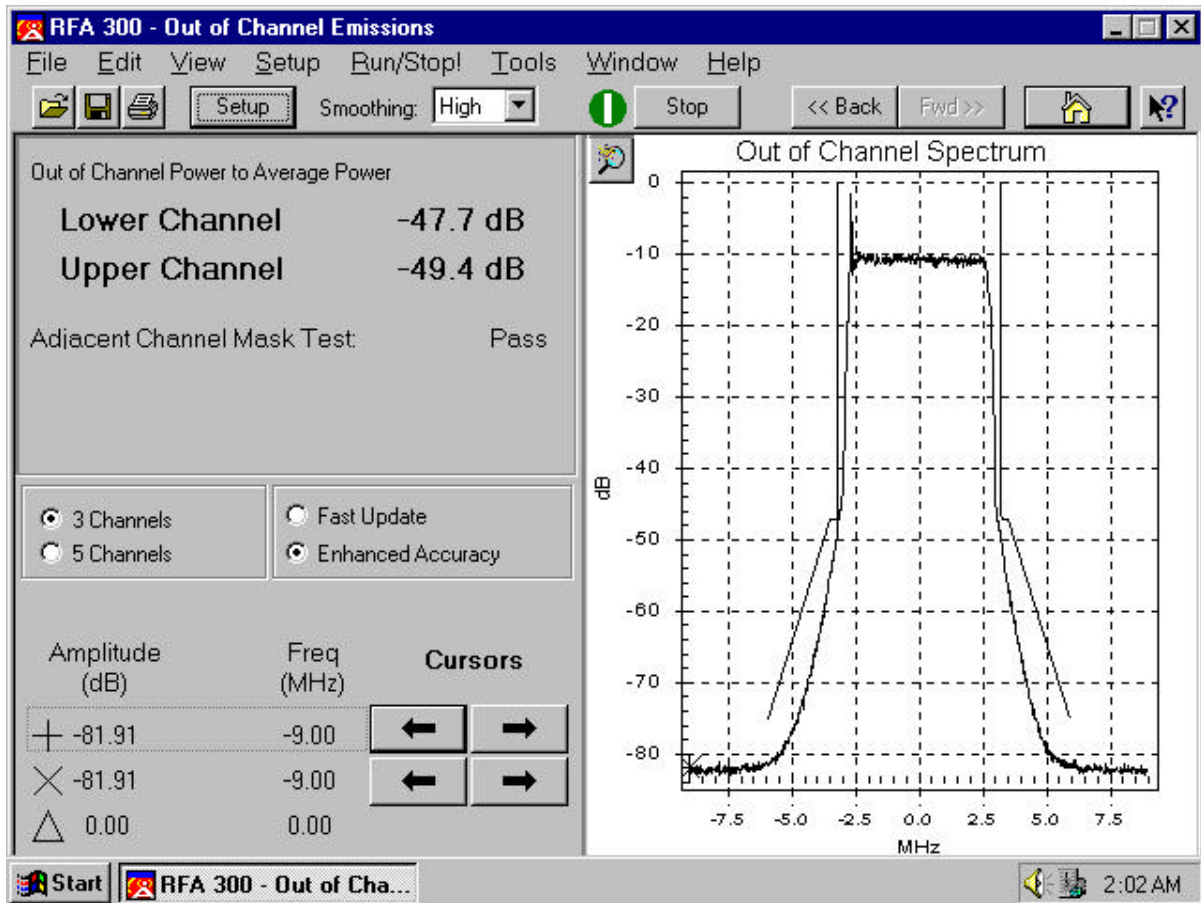 RFA 300 - Out of Channel Emissions
File Edit View Setup Run/Stop! Tools Window Help
Setup Smoothing: High Stop << Back Fwd >>
Out of Channel Power to Average Power
Lower Channel -47.7 dB
Upper Channel -49.4 dB
Adjacent Channel Mask Test: Pass
3 Channels
5 Channels
Fast Update
Enhanced Accuracy
Amplitude (dB) Freq (MHz) Cursors
-81.91 -9.00
-81.91 -9.00
0.00 0.00
Out of Channel Spectrum
0
-10
-20
-30
-40
dB
-50
-60
-70
-80
-7.5 -5.0 -2.5 0.0 2.5 5.0 7.5
MHz
Start RFA 300 - Out of Cha... 2:02 AM